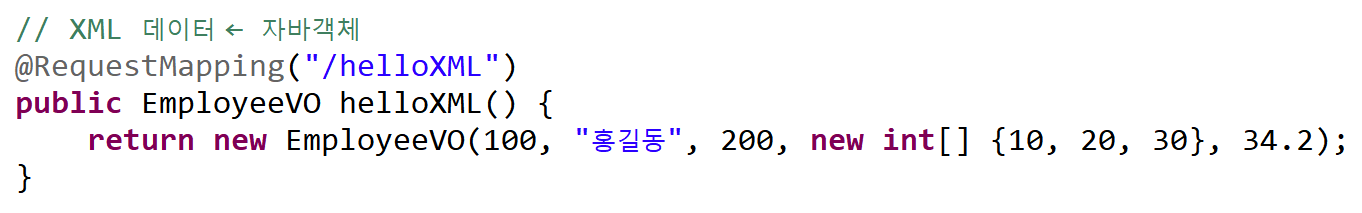 // XML 데이터 ← 자바객체
@RequestMapping("/helloXML")
public EmployeeVO helloXML() {
    return new EmployeeVO(100, "홍길동", 200, new int[] {10, 20, 30}, 34.2);
}